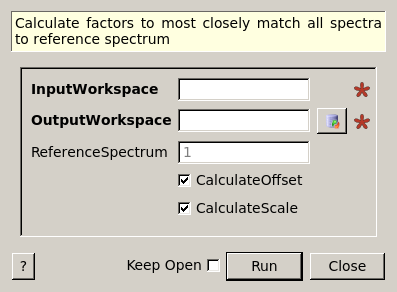 Calculate factors to most closely match all spectra
to reference spectrum
InputWorkspace
OutputWorkspace
ReferenceSpectrum 1
CalculateOffset
CalculateScale
? Keep Open Run Close